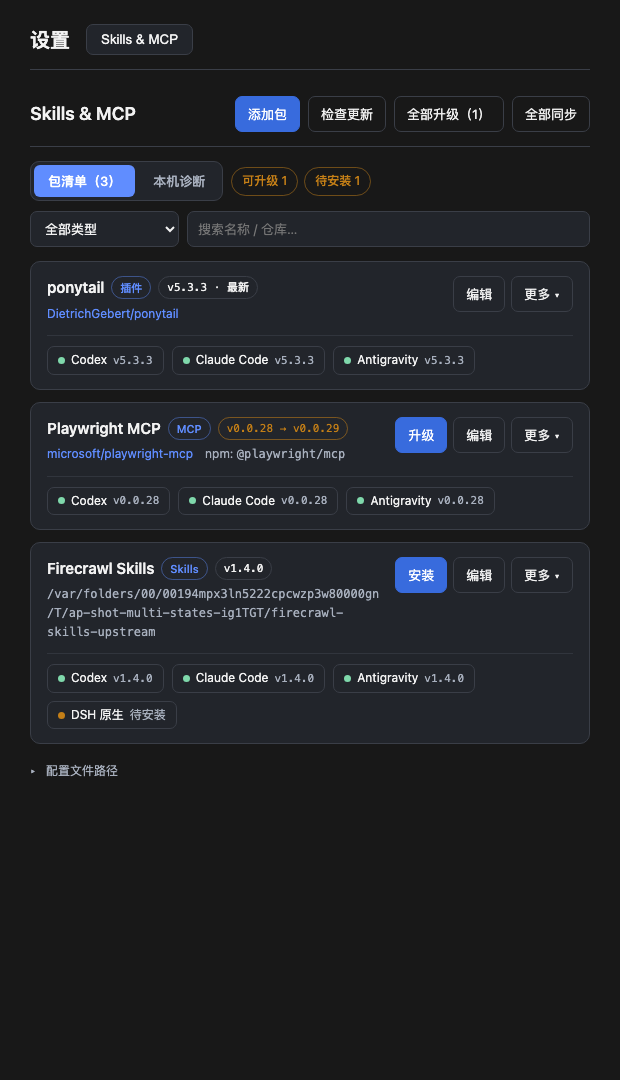 设置 Skills & MCP
Skills & MCP 添加包 检查更新 全部升级（1） 全部同步
包清单（3） 本机诊断 可升级 1 待安装 1
全部类型 搜索名称 / 仓库...
ponytail 插件 v5.3.3 · 最新 编辑 更多 ▾
DietrichGebert/ponytail
Codex v5.3.3 Claude Code v5.3.3 Antigravity v5.3.3
Playwright MCP MCP v0.0.28 → v0.0.29 升级 编辑 更多 ▾
microsoft/playwright-mcp npm: @playwright/mcp
Codex v0.0.28 Claude Code v0.0.28 Antigravity v0.0.28
Firecrawl Skills Skills v1.4.0 安装 编辑 更多 ▾
/var/folders/00/00194mpx3ln5222cpcwzp3w80000gn
/T/ap-shot-multi-states-ig1TGT/firecrawl-
skills-upstream
Codex v1.4.0 Claude Code v1.4.0 Antigravity v1.4.0
DSH 原生 待安装
▸ 配置文件路径